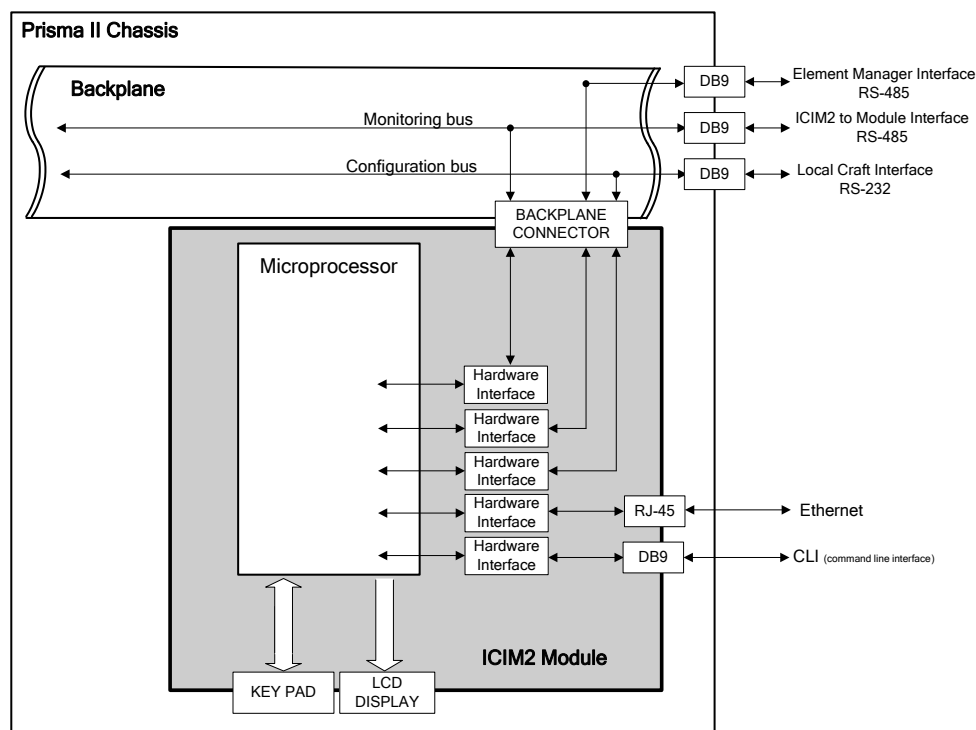 Prisma II Chassis
Backplane
Monitoring bus
Configuration bus
DB9
Element Manager Interface
RS-485
DB9
ICIM2 to Module Interface
RS-485
DB9
Local Craft Interface
RS-232
BACKPLANE
CONNECTOR
Microprocessor
Hardware
Interface
Hardware
Interface
Hardware
Interface
Hardware
Interface
RJ-45
Ethernet
Hardware
Interface
DB9
CLI (command line interface)
ICIM2 Module
KEY PAD
LCD
DISPLAY